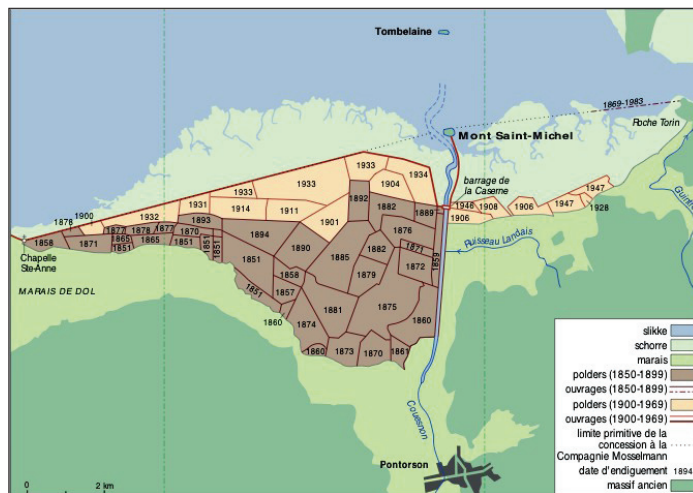 Tombelaine
1869-1983
Mont Saint-Michel
Roche Torin
barrage de
la Caserne
Guintre
1933
1934
1933
1904
1933
1892
1947
1900
1878
1931
1914
1911
1882
1889
1946
1908
1906
1947
1932
1901
1906
1928
1893
1876
1858
1871
1877
1878
1877
1870
1894
1865
1865
1851
1851
1851
1851
1890
1885
1882
1871
1859
Ruisseau Landais
Chapelle
Ste-Anne
1851
1858
1879
1872
MARAIS DE DOL
1851
1857
1881
1875
1860
1874
1860
1860
1873
1870
1861
Couesnon
Pontorson
0
2 km
slikke
schorre
marais
polders (1850-1899)
ouvrages (1850-1899)
polders (1900-1969)
ouvrages (1900-1969)
limite primitive de la
concession à la
Compagnie Mosselmann
date d'endiguement 1894
massif ancien